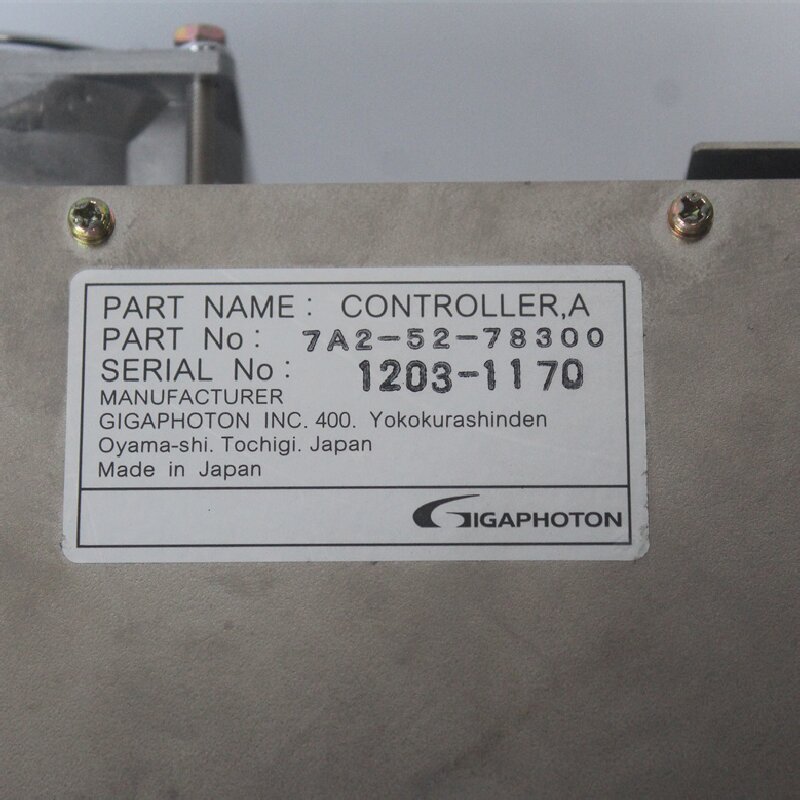 PART NAME: CONTROLLER,A
PART No: 7A2-52-78300
SERIAL No: 1203-1170
MANUFACTURER
GIGAPHOTON INC. 400. Yokokurashinden
Oyama-shi. Tochigi. Japan
Made in Japan
GIGAPHOTON